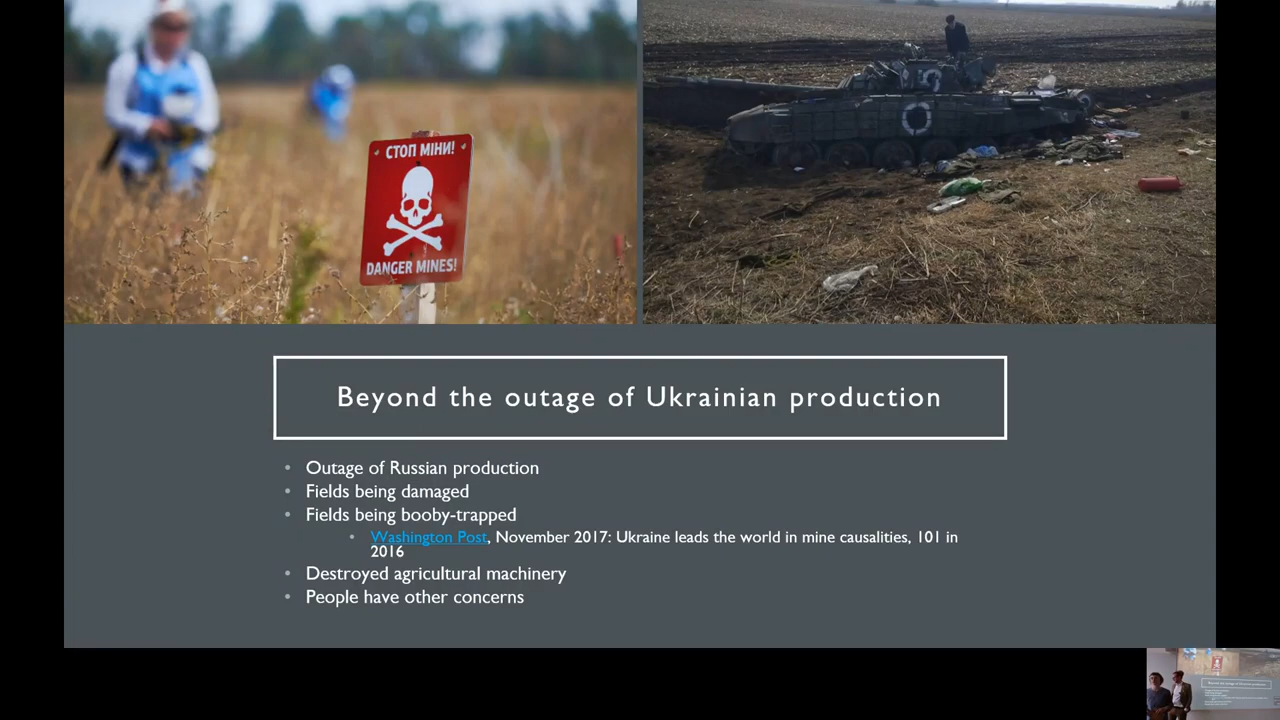 СТОП МІНИ!
DANGER MINES!
Beyond the outage of Ukrainian production
Outage of Russian production
Fields being damaged
Fields being booby-trapped
Washington Post, November 2017: Ukraine leads the world in mine causalities, 101 in
2016
Destroyed agricultural machinery
People have other concerns